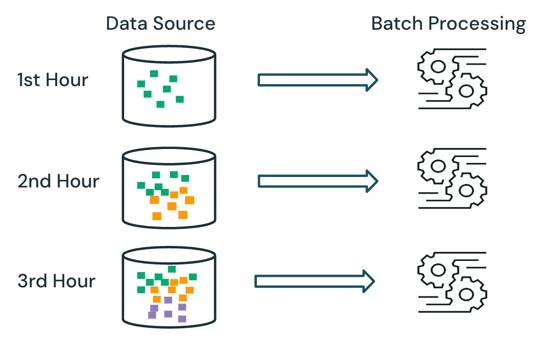 Data Source
Batch Processing
1st Hour
2nd Hour
3rd Hour